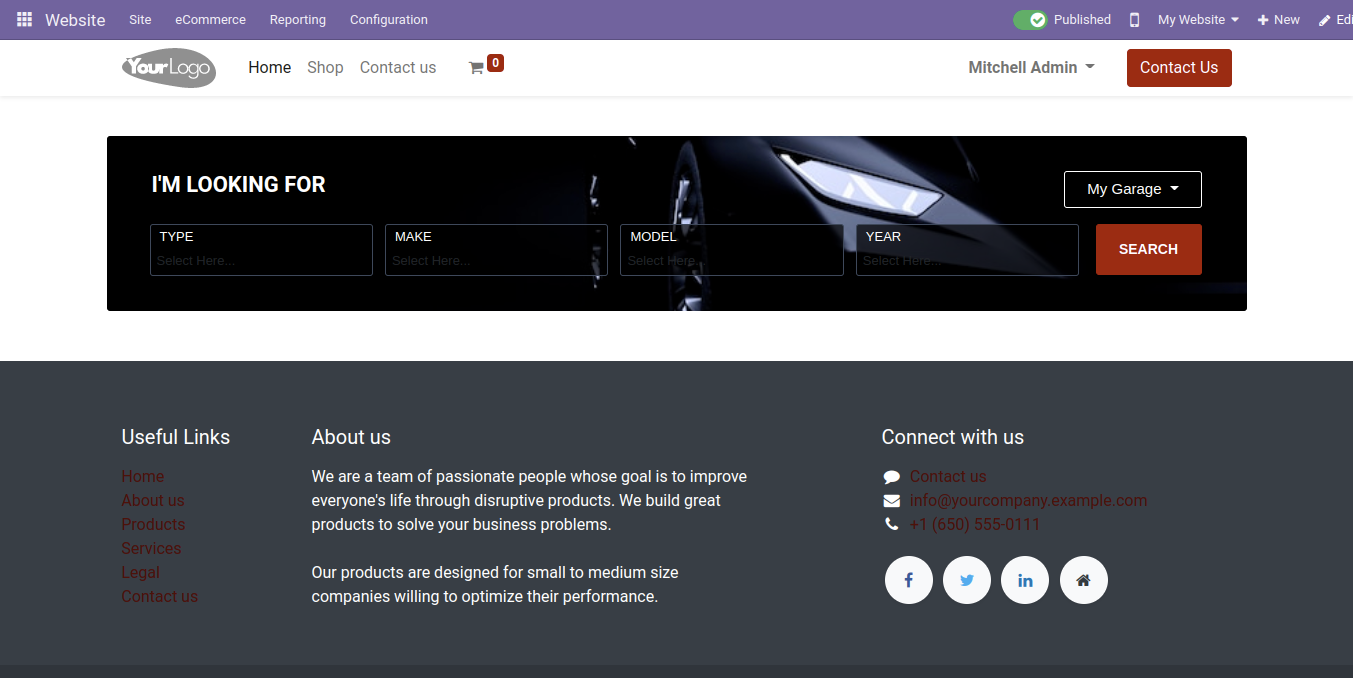 Website Site eCommerce Reporting Configuration Published My Website New Edi
YourLogo Home Shop Contact us 0 Mitchell Admin Contact Us
I'M LOOKING FOR
My Garage
TYPE MAKE MODEL YEAR
Select Here... Select Here... Select Here... Select Here...
SEARCH
Useful Links
Home
About us
Products
Services
Legal
Contact us
About us
We are a team of passionate people whose goal is to improve
everyone's life through disruptive products. We build great
products to solve your business problems.
Our products are designed for small to medium size
companies willing to optimize their performance.
Connect with us
Contact us
info@yourcompany.example.com
+1 (650) 555-0111